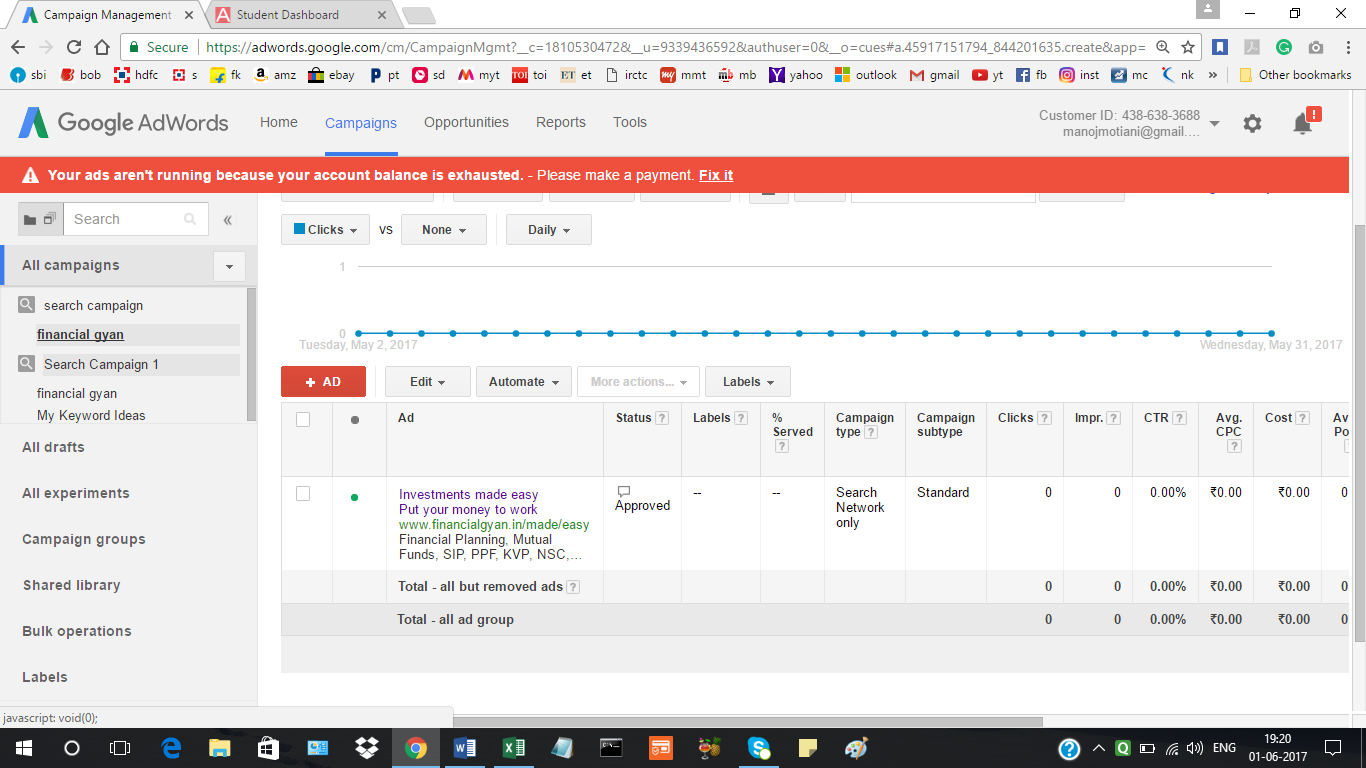 Campaign Management
Student Dashboard
Secure
https://adwords.google.com/cm/CampaignMgmt?__c=1810530472&__u=9339436592&authuser=0&__o=cues#a.45917151794_844201635.create&app=
sbi bob hdfc s fk amz ebay pt sd myt toi et irctc mmt mb yahoo outlook gmail yt fb inst mc nk » Other bookmarks
Google AdWords
Home Campaigns Opportunities Reports Tools
Customer ID: 438-638-3688
manojmotiani@gmail....
Your ads aren't running because your account balance is exhausted. - Please make a payment. Fix it
Search «
All campaigns
search campaign
financial gyan
Search Campaign 1
financial gyan
My Keyword Ideas
All drafts
All experiments
Campaign groups
Shared library
Bulk operations
Labels
Clicks vs None Daily
1
0
Tuesday, May 2, 2017 Wednesday, May 31, 2017
+ AD Edit Automate More actions... Labels
Ad Status ? Labels ? % Served ? Campaign type ? Campaign subtype Clicks ? Impr. ? CTR ? Avg. CPC ? Cost ? Av Po
Investments made easy
Put your money to work
www.financialgyan.in/made/easy
Financial Planning, Mutual
Funds, SIP, PPF, KVP, NSC,...
Approved -- -- Search Network only Standard 0 0 0.00% ₹0.00 ₹0.00 0
Total - all but removed ads ? 0 0 0.00% ₹0.00 ₹0.00 0
Total - all ad group 0 0 0.00% ₹0.00 ₹0.00 0
javascript: void(0);
ENG
19:20
01-06-2017